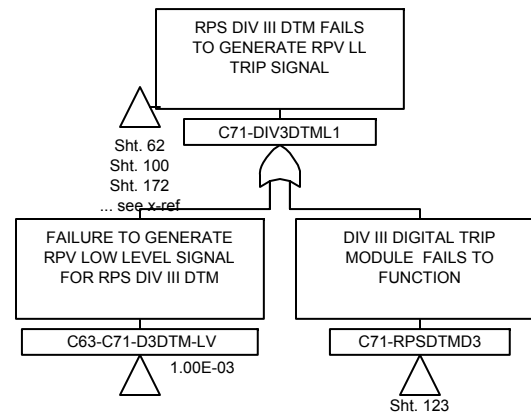 RPS DIV III DTM FAILS
TO GENERATE RPV LL
TRIP SIGNAL
C71-DIV3DTML1
Sht. 62
Sht. 100
Sht. 172
... see x-ref
FAILURE TO GENERATE
RPV LOW LEVEL SIGNAL
FOR RPS DIV III DTM
C63-C71-D3DTM-LV
1.00E-03
DIV III DIGITAL TRIP
MODULE FAILS TO
FUNCTION
C71-RPSDTMD3
Sht. 123